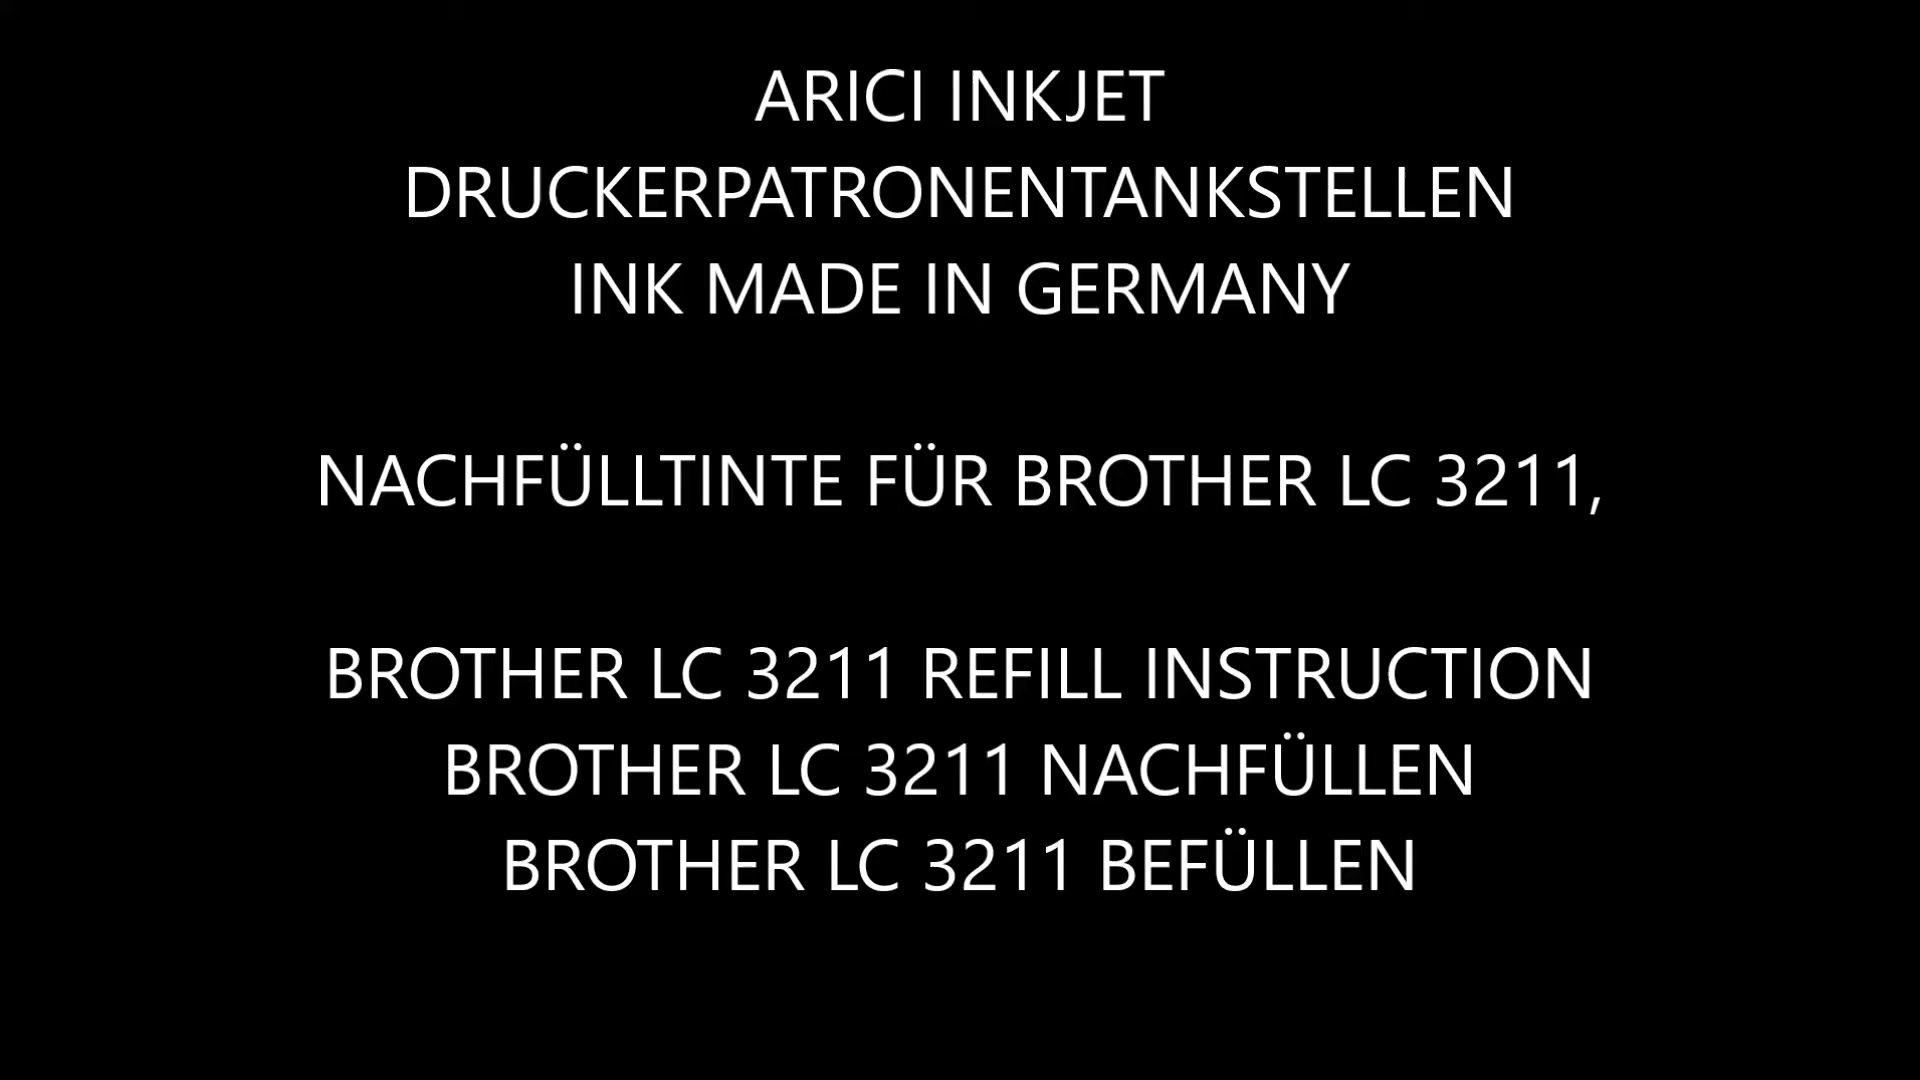 ARICI INKJET
DRUCKERPATRONENTANKSTELLEN
INK MADE IN GERMANY
NACHFÜLLTINTE FÜR BROTHER LC 3211,
BROTHER LC 3211 REFILL INSTRUCTION
BROTHER LC 3211 NACHFÜLLEN
BROTHER LC 3211 BEFÜLLEN